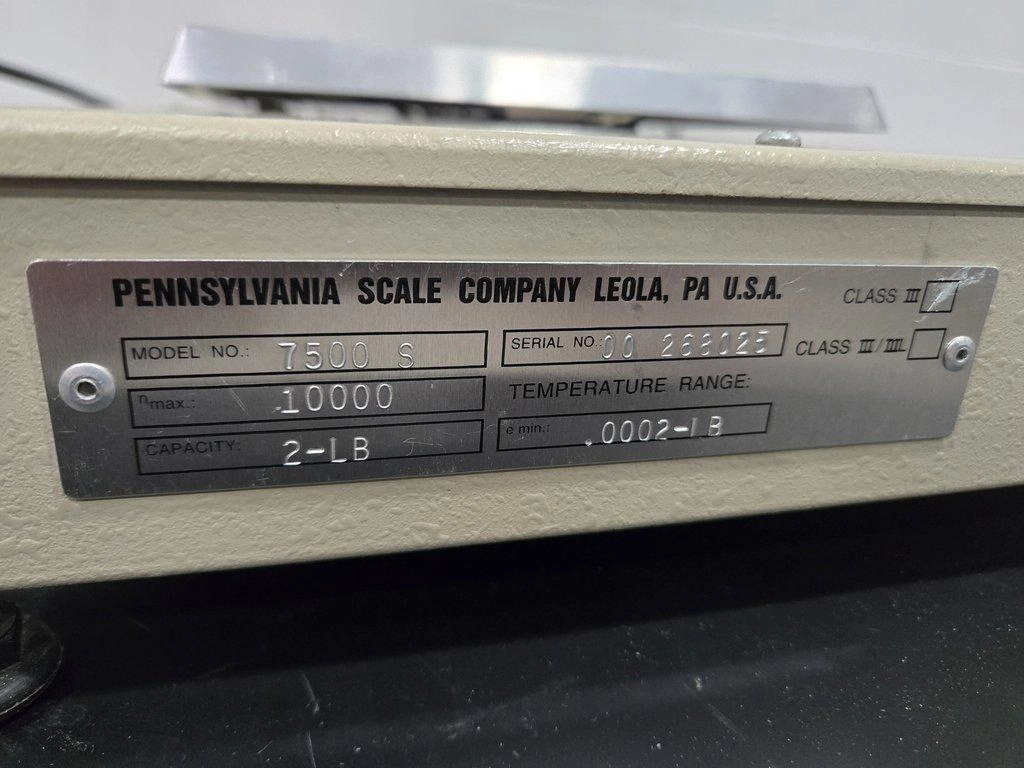 PENNSYLVANIA SCALE COMPANY LEOLA, PA U.S.A.
CLASS III
MODEL NO.: 7500 S
SERIAL NO.: 00 268025
CLASS III/IIIL
nmax.: 10000
TEMPERATURE RANGE:
CAPACITY: 2-LB
e min.: .0002-LB